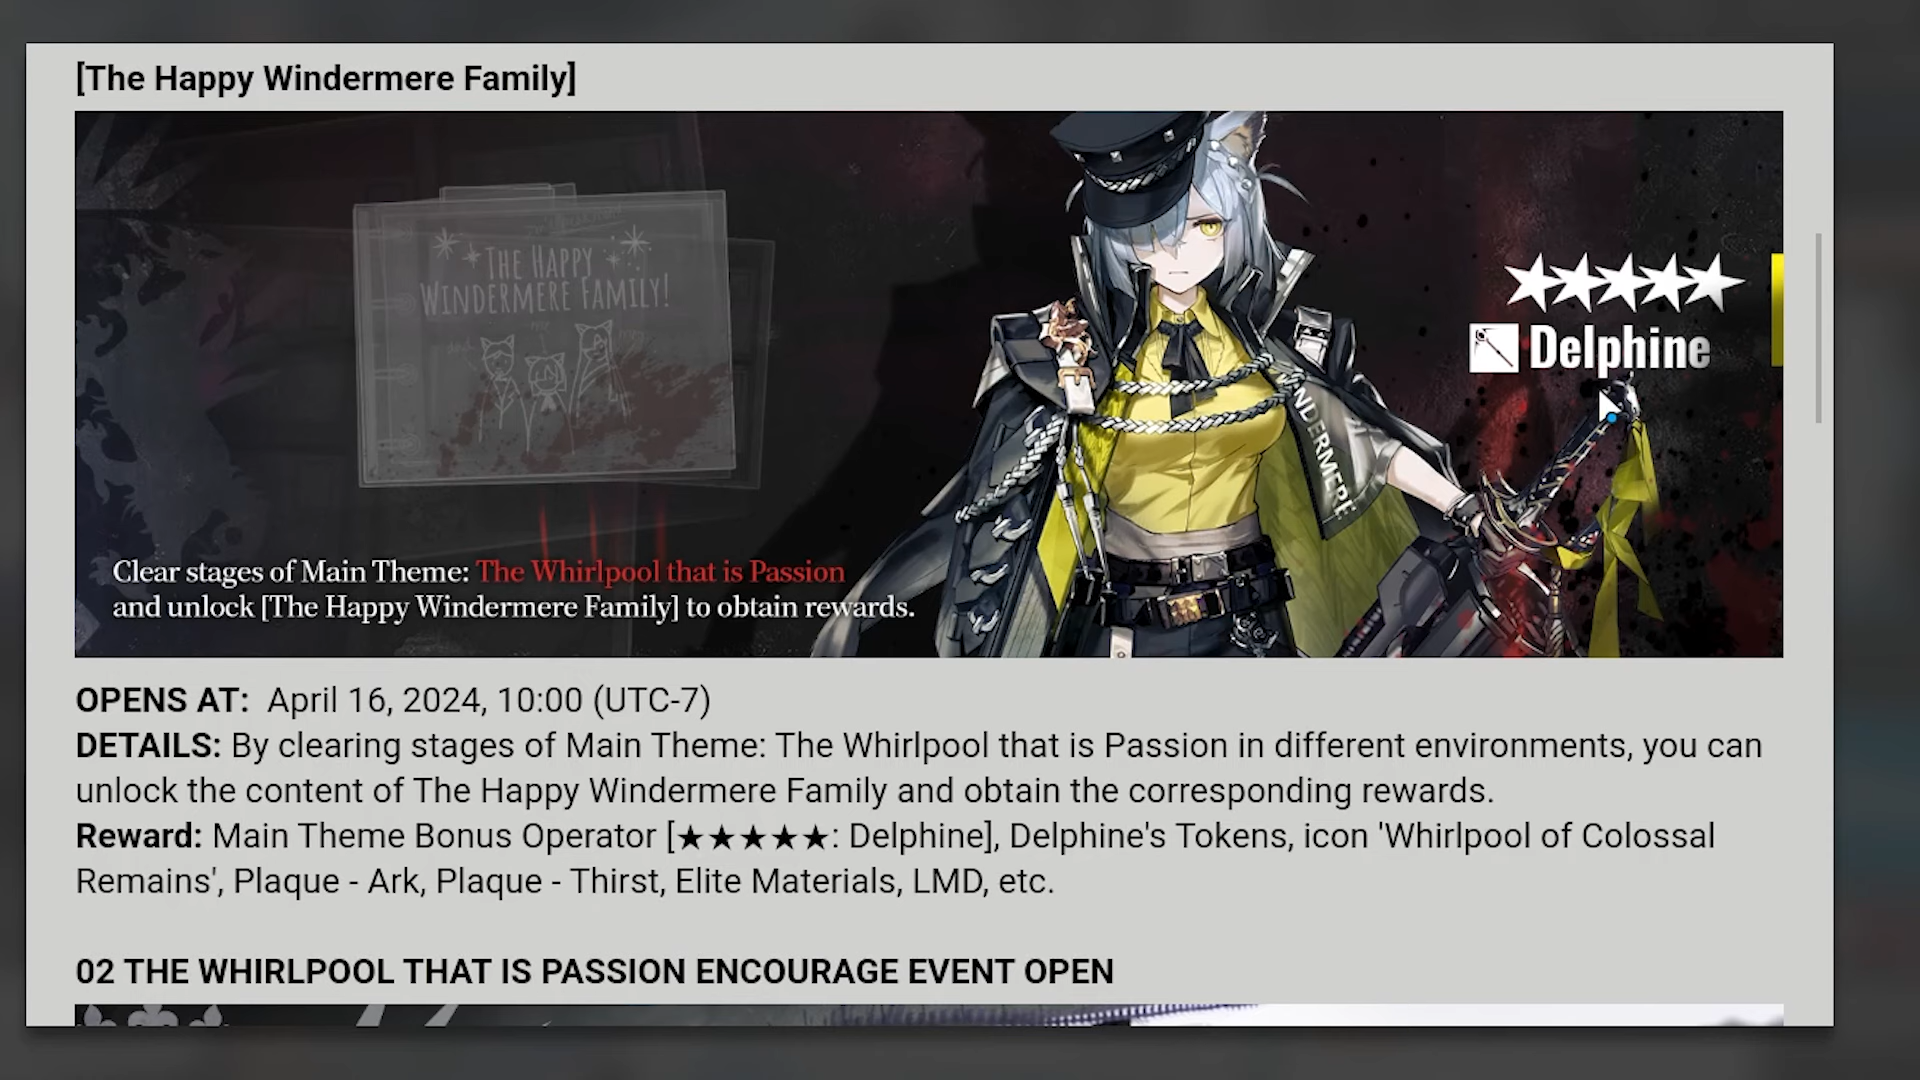 [The Happy Windermere Family]
THE HAPPY
WINDERMERE FAMILY!
★★★★★
Delphine
WINDERMERE
Clear stages of Main Theme: The Whirlpool that is Passion
and unlock [The Happy Windermere Family] to obtain rewards.
OPENS AT: April 16, 2024, 10:00 (UTC-7)
DETAILS: By clearing stages of Main Theme: The Whirlpool that is Passion in different environments, you can
unlock the content of The Happy Windermere Family and obtain the corresponding rewards.
Reward: Main Theme Bonus Operator [★★★★★: Delphine], Delphine's Tokens, icon 'Whirlpool of Colossal
Remains', Plaque - Ark, Plaque - Thirst, Elite Materials, LMD, etc.
02 THE WHIRLPOOL THAT IS PASSION ENCOURAGE EVENT OPEN